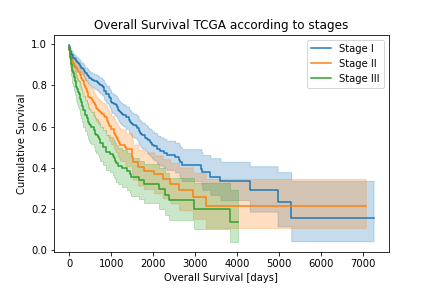 Overall Survival TCGA according to stages
Stage I
Stage II
Stage III
Cumulative Survival
1.0
0.8
0.6
0.4
0.2
0.0
0 1000 2000 3000 4000 5000 6000 7000
Overall Survival [days]